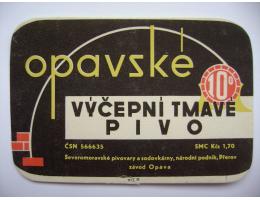 opavské
10°
VÝČEPNÍ TMAVÉ
PIVO
ČSN 566635 SMC Kčs 1,70
Severomoravské pivovary a sodovkárny, národní podnik, Přerov
závod Opava